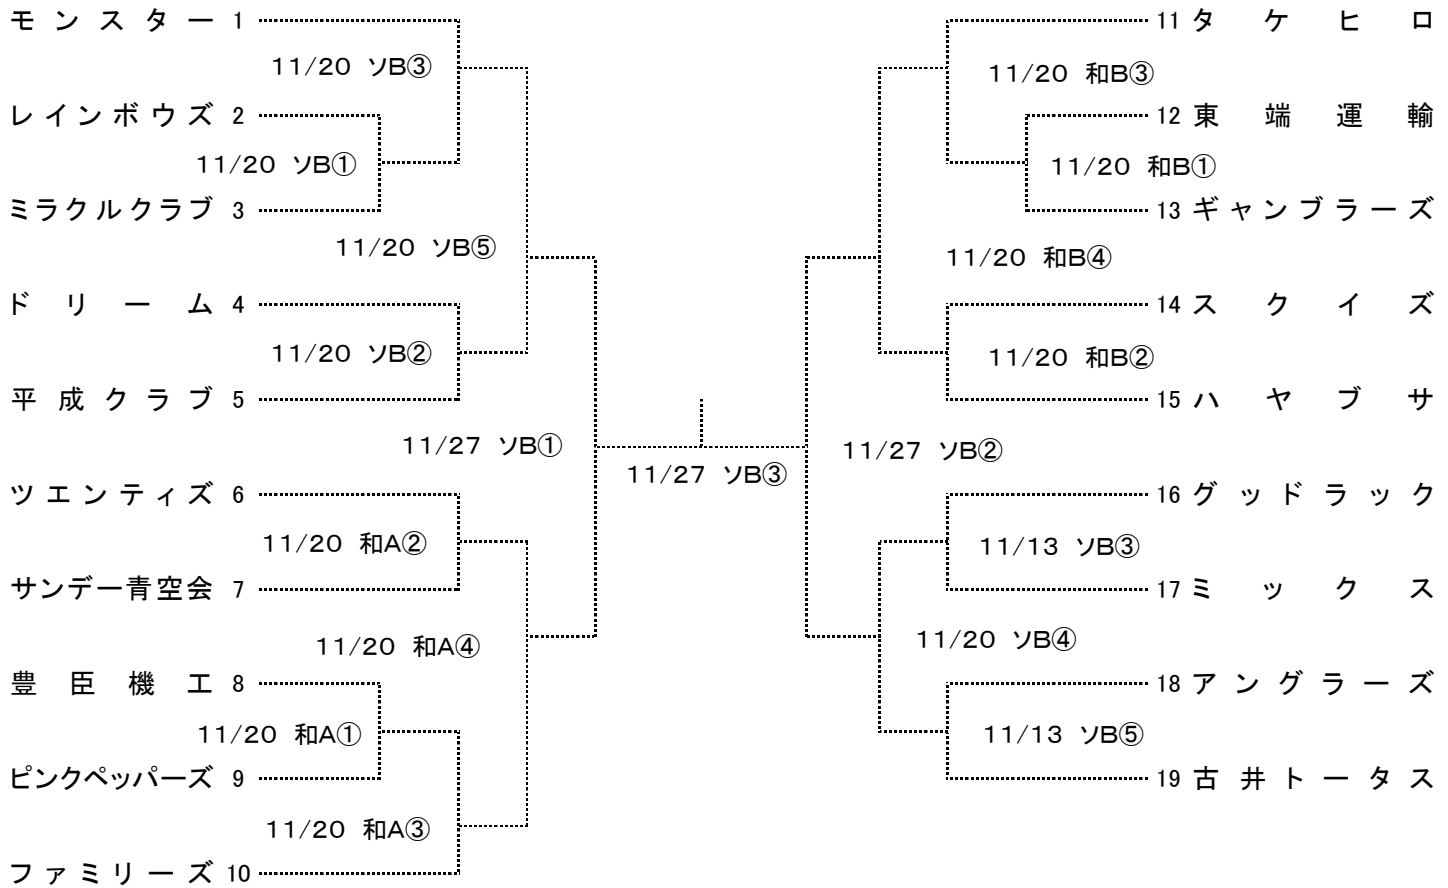 モンスター 1
11/20 ソB③
レインボウズ 2
11/20 ソB①
ミラクルクラブ 3
11/20 ソB⑤
ドリーム 4
11/20 ソB②
平成クラブ 5
11/27 ソB①
ツエンティズ 6
11/20 和A②
サンデー青空会 7
11/20 和A④
豊臣機工 8
11/20 和A①
ピンクペッパーズ 9
11/20 和A③
ファミリーズ 10
11/27 ソB③
11 タケヒロ
11/20 和B③
12 東端運輸
11/20 和B①
13 ギャンブラーズ
11/20 和B④
14 スクイズ
11/20 和B②
15 ハヤブサ
11/27 ソB②
16 グッドラック
11/13 ソB③
17 ミックス
11/20 ソB④
18 アングラーズ
11/13 ソB⑤
19 古井トータス